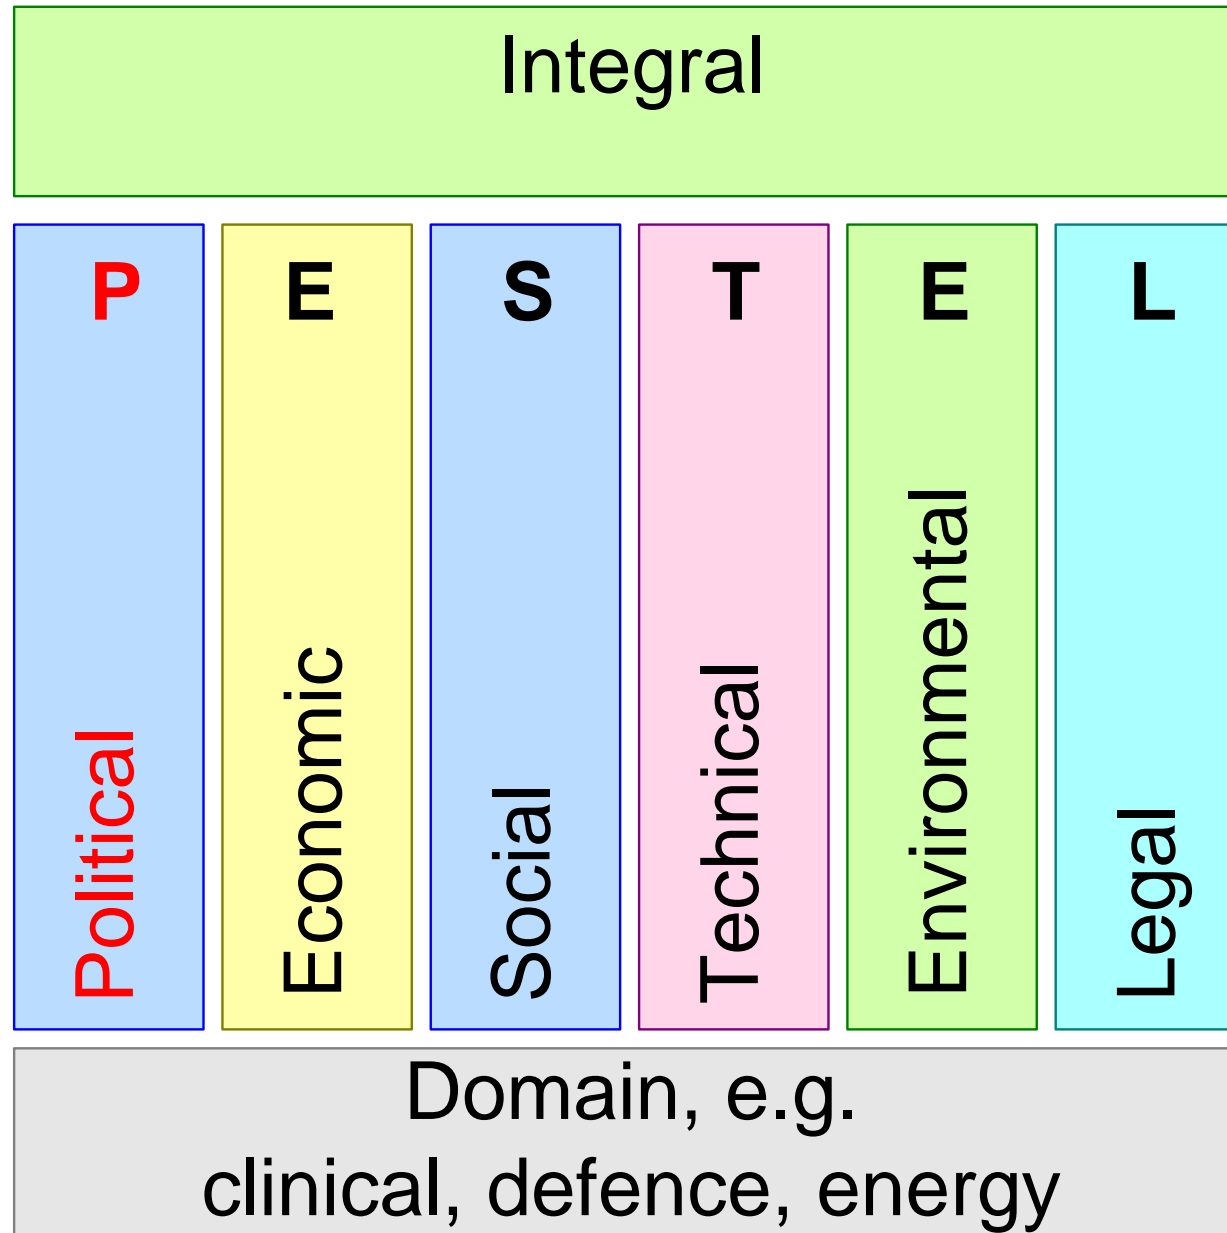 Integral
P E S T E L
Political
Economic
Social
Technical
Environmental
Legal
Domain, e.g.
clinical, defence, energy